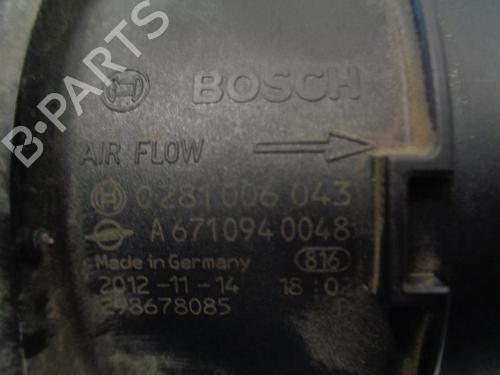 B-PARTS
BOSCH
AIR FLOW
0 281 006 043
A 671 094 0048
Made in Germany 816
2012-11-14 18:02
298678085